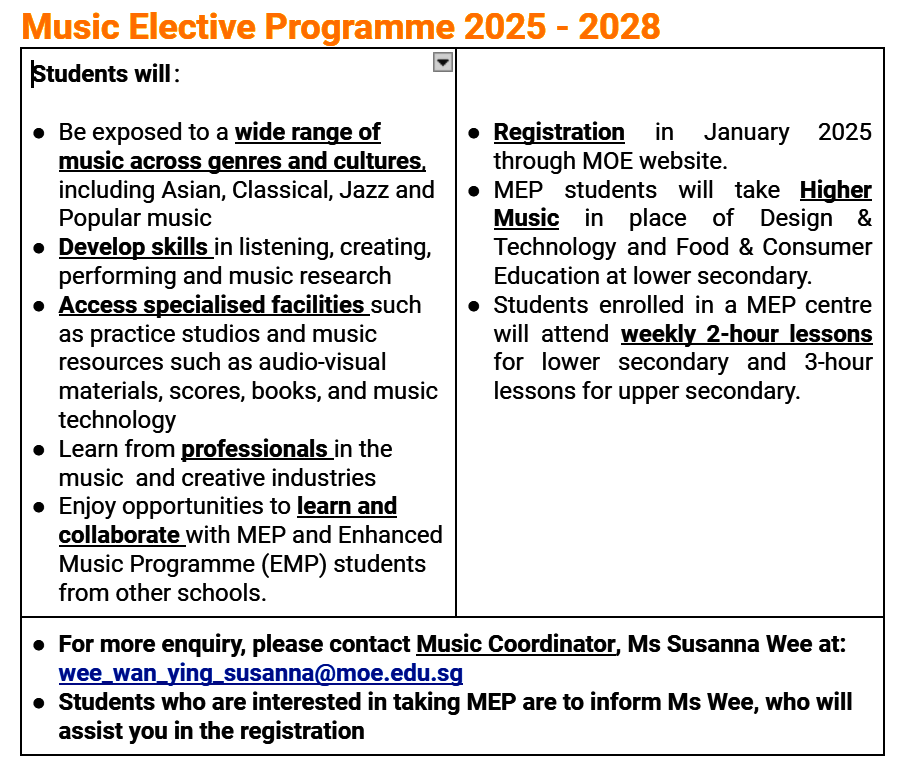 Music Elective Programme 2025 - 2028
Students will:
● Be exposed to a wide range of
music across genres and cultures,
including Asian, Classical, Jazz and
Popular music
● Develop skills in listening, creating,
performing and music research
● Access specialised facilities such
as practice studios and music
resources such as audio-visual
materials, scores, books, and music
technology
● Learn from professionals in the
music and creative industries
● Enjoy opportunities to learn and
collaborate with MEP and Enhanced
Music Programme (EMP) students
from other schools.
● Registration in January 2025
through MOE website.
● MEP students will take Higher
Music in place of Design &
Technology and Food & Consumer
Education at lower secondary.
● Students enrolled in a MEP centre
will attend weekly 2-hour lessons
for lower secondary and 3-hour
lessons for upper secondary.
● For more enquiry, please contact Music Coordinator, Ms Susanna Wee at:
wee_wan_ying_susanna@moe.edu.sg
● Students who are interested in taking MEP are to inform Ms Wee, who will
assist you in the registration